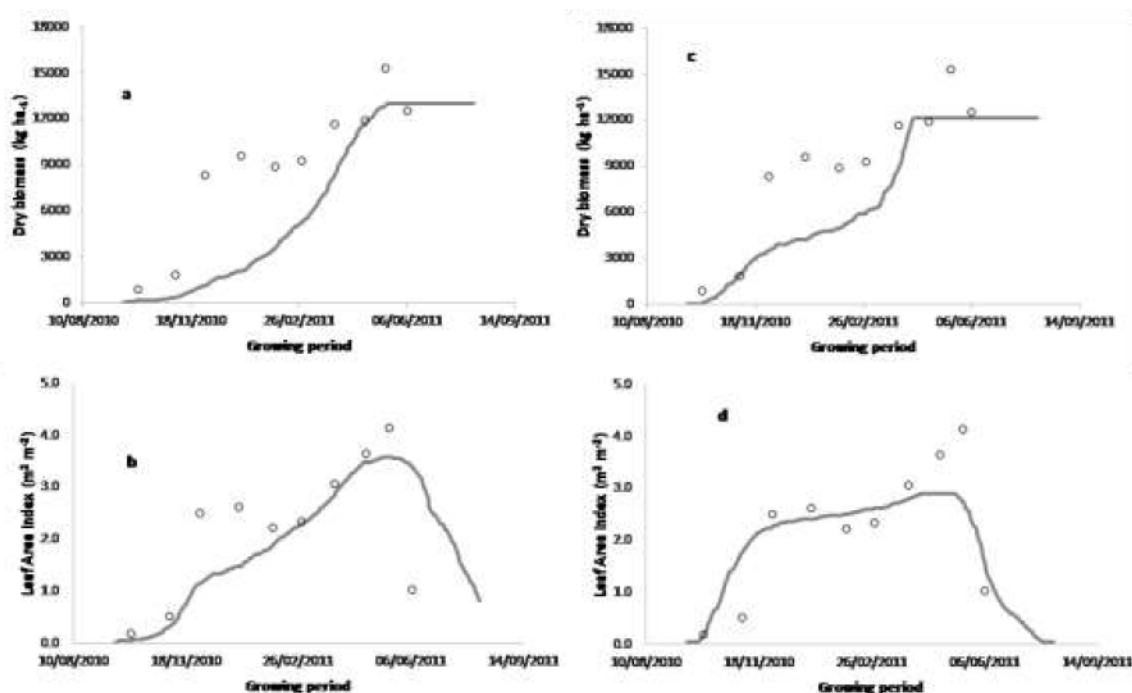 a
Dry biomass (kg ha-1)
18000
15000
12000
9000
6000
3000
0
10/08/2010 18/11/2010 26/02/2011 06/06/2011 14/09/2011
Growing period
c
Dry biomass (kg ha-1)
18000
15000
12000
9000
6000
3000
0
10/08/2010 18/11/2010 26/02/2011 06/06/2011 14/09/2011
Growing period
b
Leaf Area Index (m² m-²)
5.0
4.0
3.0
2.0
1.0
0.0
10/08/2010 18/11/2010 26/02/2011 06/06/2011 14/09/2011
Growing period
d
Leaf Area Index (m² m-²)
5.0
4.0
3.0
2.0
1.0
0.0
10/08/2010 18/11/2010 26/02/2011 06/06/2011 14/09/2011
Growing period